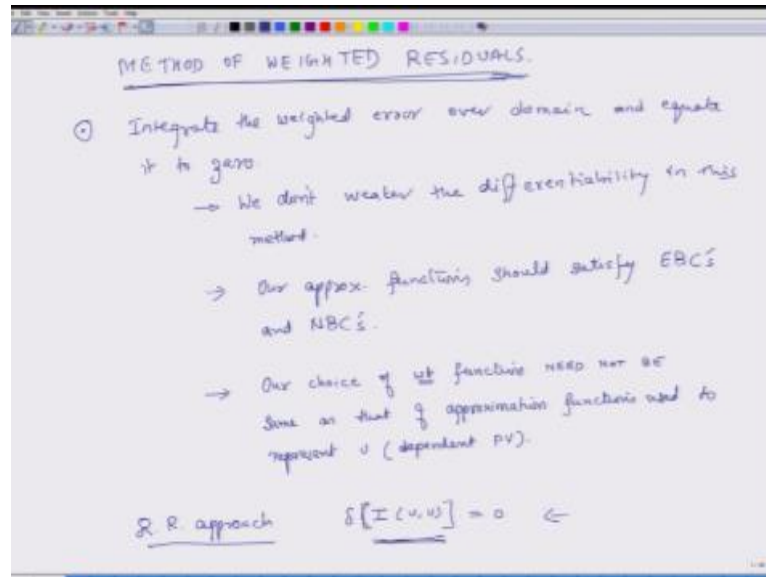 METHOD OF WEIGHTED RESIDUALS.
⊙ Integrate the weighted error over domain and equate
it to zero
→ We don't weaken the differentiability in this
method.
→ Our approx. functions should satisfy EBC's
and NBC's.
→ Our choice of wt functions NEED NOT BE
same as that of approximation functions used to
represent u (dependent PV).
R.R. approach δ[I(u,w)] = 0 ←